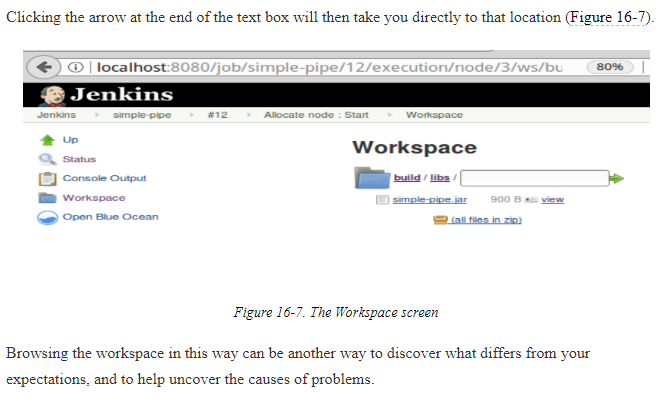 Clicking the arrow at the end of the text box will then take you directly to that location (Figure 16-7).
localhost:8080/job/simple-pipe/12/execution/node/3/ws/bu 80%
Jenkins
Jenkins simple-pipe #12 Allocate node : Start Workspace
Up
Status
Console Output
Workspace
Open Blue Ocean
Workspace
build / libs /
simple-pipe.jar 900 B view
(all files in zip)
Figure 16-7. The Workspace screen
Browsing the workspace in this way can be another way to discover what differs from your
expectations, and to help uncover the causes of problems.